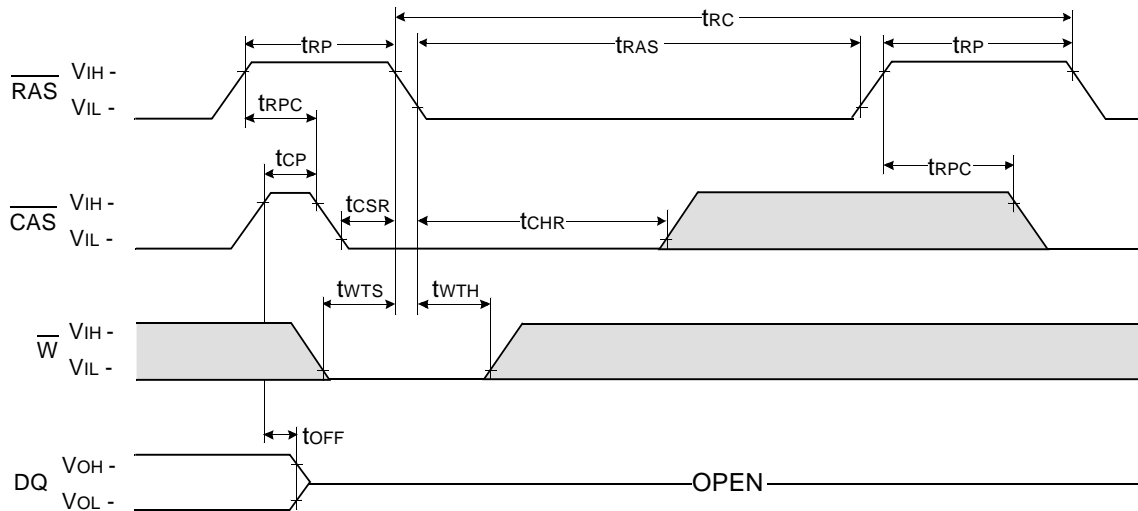 tRC
tRP
tRAS
tRP
RAS
VIH -
VIL -
tRPC
tCP
tRPC
CAS
VIH -
VIL -
tCSR
tCHR
tWTS
tWTH
W
VIH -
VIL -
tOFF
DQ
VOH -
VOL -
OPEN